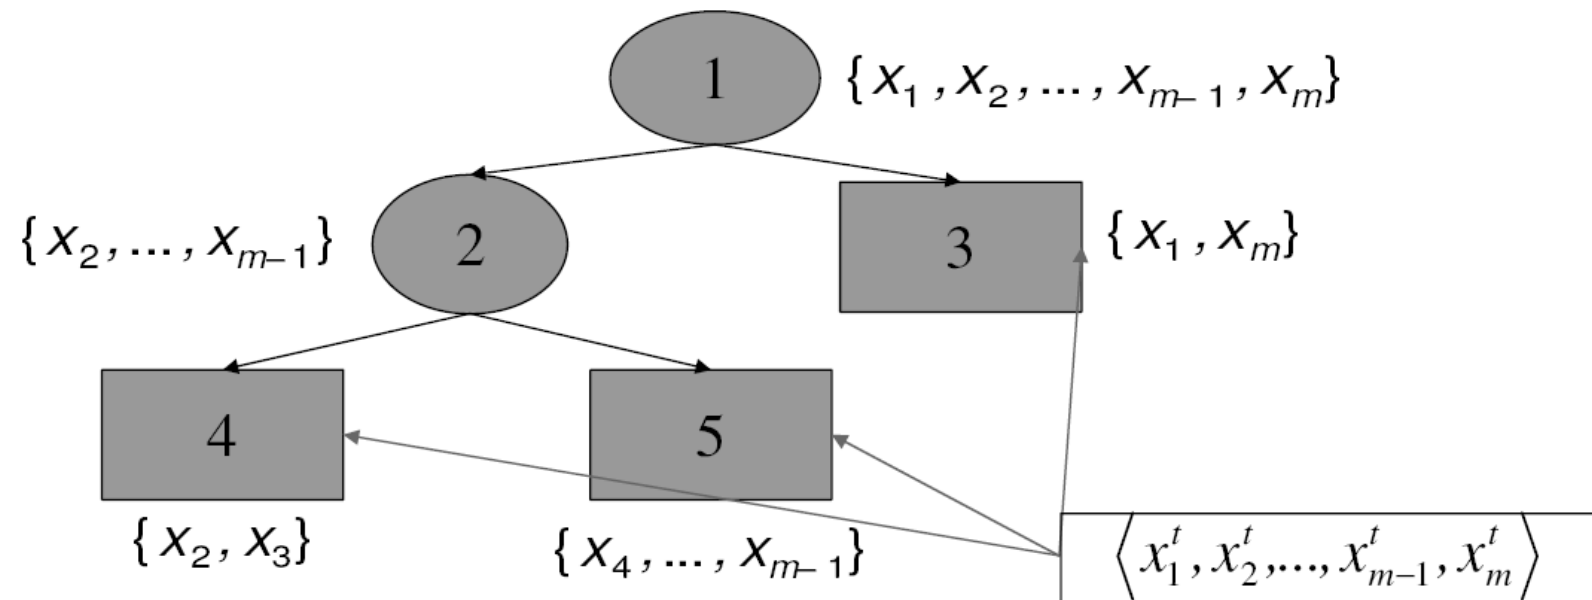 1 { x₁ , x₂ , ... , xₘ₋₁ , xₘ }
{ x₂ , ... , xₘ₋₁ } 2 3 { x₁ , xₘ }
4 5
{ x₂ , x₃ } { x₄ , ... , xₘ₋₁ } ⟨ x₁ᵗ , x₂ᵗ ,..., xₘ₋₁ᵗ , xₘᵗ ⟩